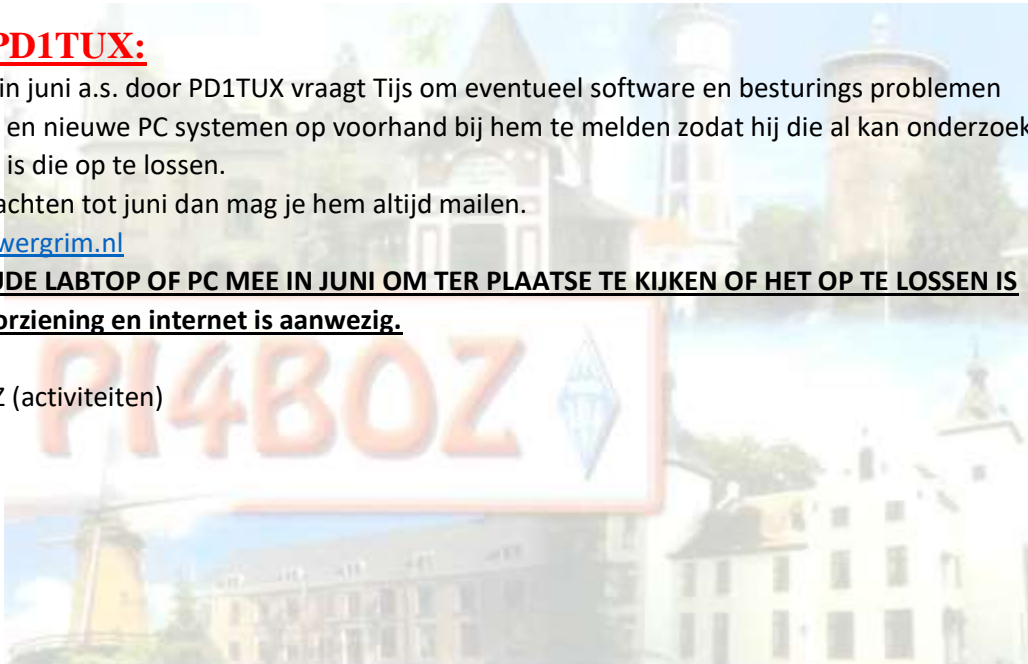 PD1TUX:
in juni a.s. door PD1TUX vraagt Tijs om eventueel software en besturings problemen
en nieuwe PC systemen op voorhand bij hem te melden zodat hij die al kan onderzoek
is die op te lossen.
achten tot juni dan mag je hem altijd mailen.
wergrim.nl
UDE LABTOP OF PC MEE IN JUNI OM TER PLAATSE TE KIJKEN OF HET OP TE LOSSEN IS
orziening en internet is aanwezig.
Z (activiteiten)
PI4BOZ